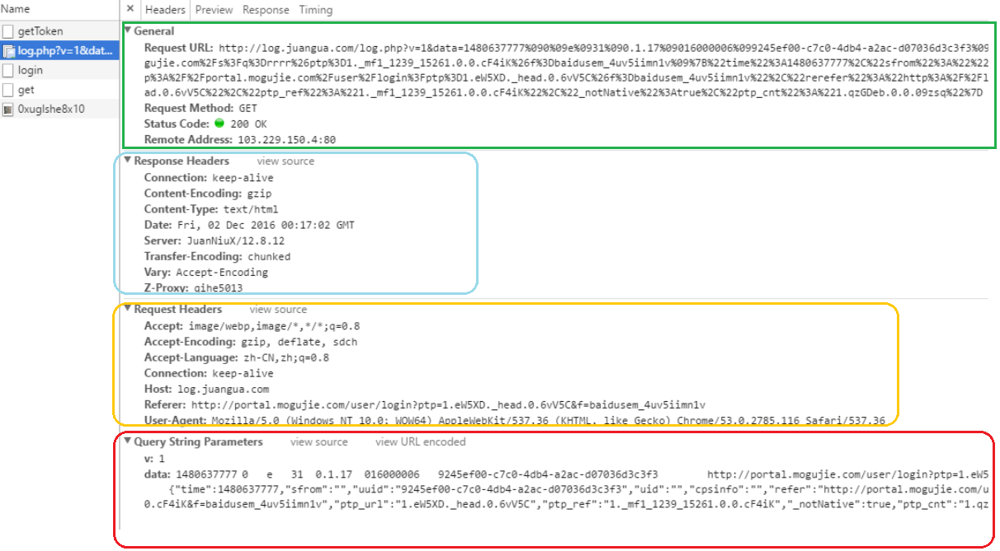 Name
× Headers Preview Response Timing
getToken
log.php?v=1&dat...
login
get
0xuglshe8x10
General
Request URL: http://log.juangua.com/log.php?v=1&data=1480637777%090%09e%0931%090.1.17%09016000006%099245ef00-c7c0-4db4-a2ac-d07036d3c3f3%09
gujie.com%2Fs%3Fq%3Drrrr%26ptp%3D1._mf1_1239_15261.0.0.cF4iK%26f%3Dbaidusem_4uv5iimn1v%09%7B%22time%22%3A1480637777%2C%22sfrom%22%3A%22%22
p%3A%2F%2Fportal.mogujie.com%2Fuser%2Flogin%3Fptp%3D1.eW5XD._head.0.6vV5C%26f%3Dbaidusem_4uv5iimn1v%22%2C%22rerefer%22%3A%22http%3A%2F%2Fl
ad.0.6vV5C%22%2C%22ptp_ref%22%3A%221._mf1_1239_15261.0.0.cF4iK%22%2C%22_notNative%22%3Atrue%2C%22ptp_cnt%22%3A%221.qzGDeb.0.0.09zsq%22%7D
Request Method: GET
Status Code: 200 OK
Remote Address: 103.229.150.4:80
Response Headers view source
Connection: keep-alive
Content-Encoding: gzip
Content-Type: text/html
Date: Fri, 02 Dec 2016 00:17:02 GMT
Server: JuanNiuX/12.8.12
Transfer-Encoding: chunked
Vary: Accept-Encoding
Z-Proxy: qihe5013
Request Headers view source
Accept: image/webp,image/*,*/*;q=0.8
Accept-Encoding: gzip, deflate, sdch
Accept-Language: zh-CN,zh;q=0.8
Connection: keep-alive
Host: log.juangua.com
Referer: http://portal.mogujie.com/user/login?ptp=1.eW5XD._head.0.6vV5C&f=baidusem_4uv5iimn1v
User-Agent: Mozilla/5.0 (Windows NT 10.0; WOW64) AppleWebKit/537.36 (KHTML, like Gecko) Chrome/53.0.2785.116 Safari/537.36
Query String Parameters view source view URL encoded
v: 1
data: 1480637777 0 e 31 0.1.17 016000006 9245ef00-c7c0-4db4-a2ac-d07036d3c3f3 http://portal.mogujie.com/user/login?ptp=1.eW5
{"time":1480637777,"sfrom":"","uuid":"9245ef00-c7c0-4db4-a2ac-d07036d3c3f3","uid":"","cpsinfo":"","refer":"http://portal.mogujie.com/u
0.cF4iK&f=baidusem_4uv5iimn1v","ptp_url":"1.eW5XD._head.0.6vV5C","ptp_ref":"1._mf1_1239_15261.0.0.cF4iK","_notNative":true,"ptp_cnt":"1.qz